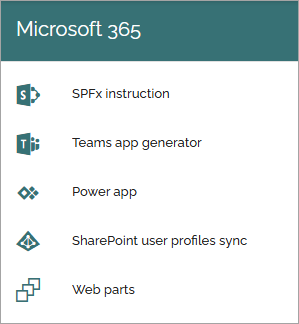 Microsoft 365
SPFx instruction
Teams app generator
Power app
SharePoint user profiles sync
Web parts